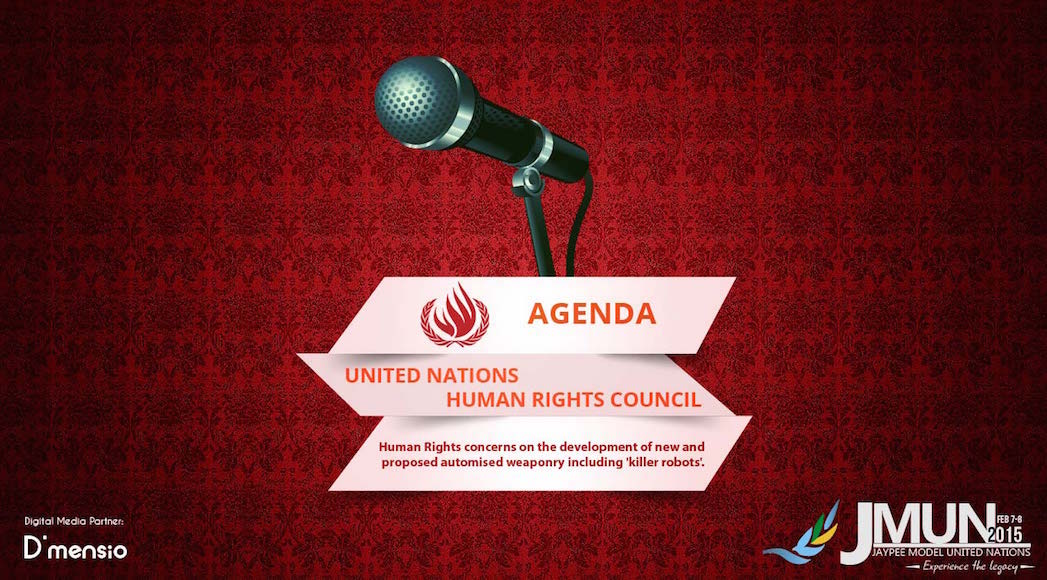 AGENDA
UNITED NATIONS
HUMAN RIGHTS COUNCIL
Human Rights concerns on the development of new and
proposed automised weaponry including 'killer robots'.
Digital Media Partner:
D'mensio
JMUN FEB 7-8
2015
JAYPEE MODEL UNITED NATIONS
Experience the legacy